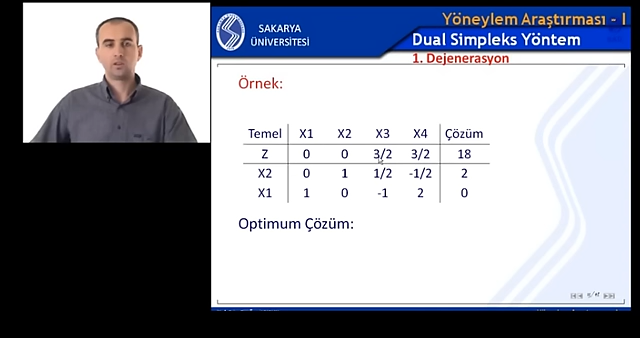 SAKARYA
ÜNİVERSİTESİ
Yöneylem Araştırması - I
Dual Simpleks Yöntem
1. Dejenerasyon
Örnek:
Temel X1 X2 X3 X4 Çözüm
Z 0 0 3/2 3/2 18
X2 0 1 1/2 -1/2 2
X1 1 0 -1 2 0
Optimum Çözüm: